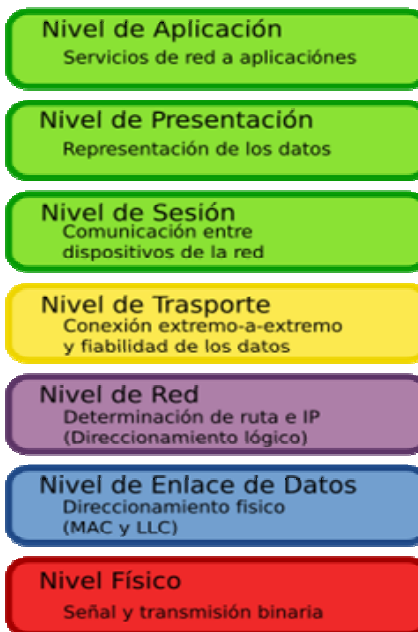 Nivel de Aplicación
Servicios de red a aplicaciónes
Nivel de Presentación
Representación de los datos
Nivel de Sesión
Comunicación entre
dispositivos de la red
Nivel de Trasporte
Conexión extremo-a-extremo
y fiabilidad de los datos
Nivel de Red
Determinación de ruta e IP
(Direccionamiento lógico)
Nivel de Enlace de Datos
Direccionamiento fisico
(MAC y LLC)
Nivel Físico
Señal y transmisión binaria